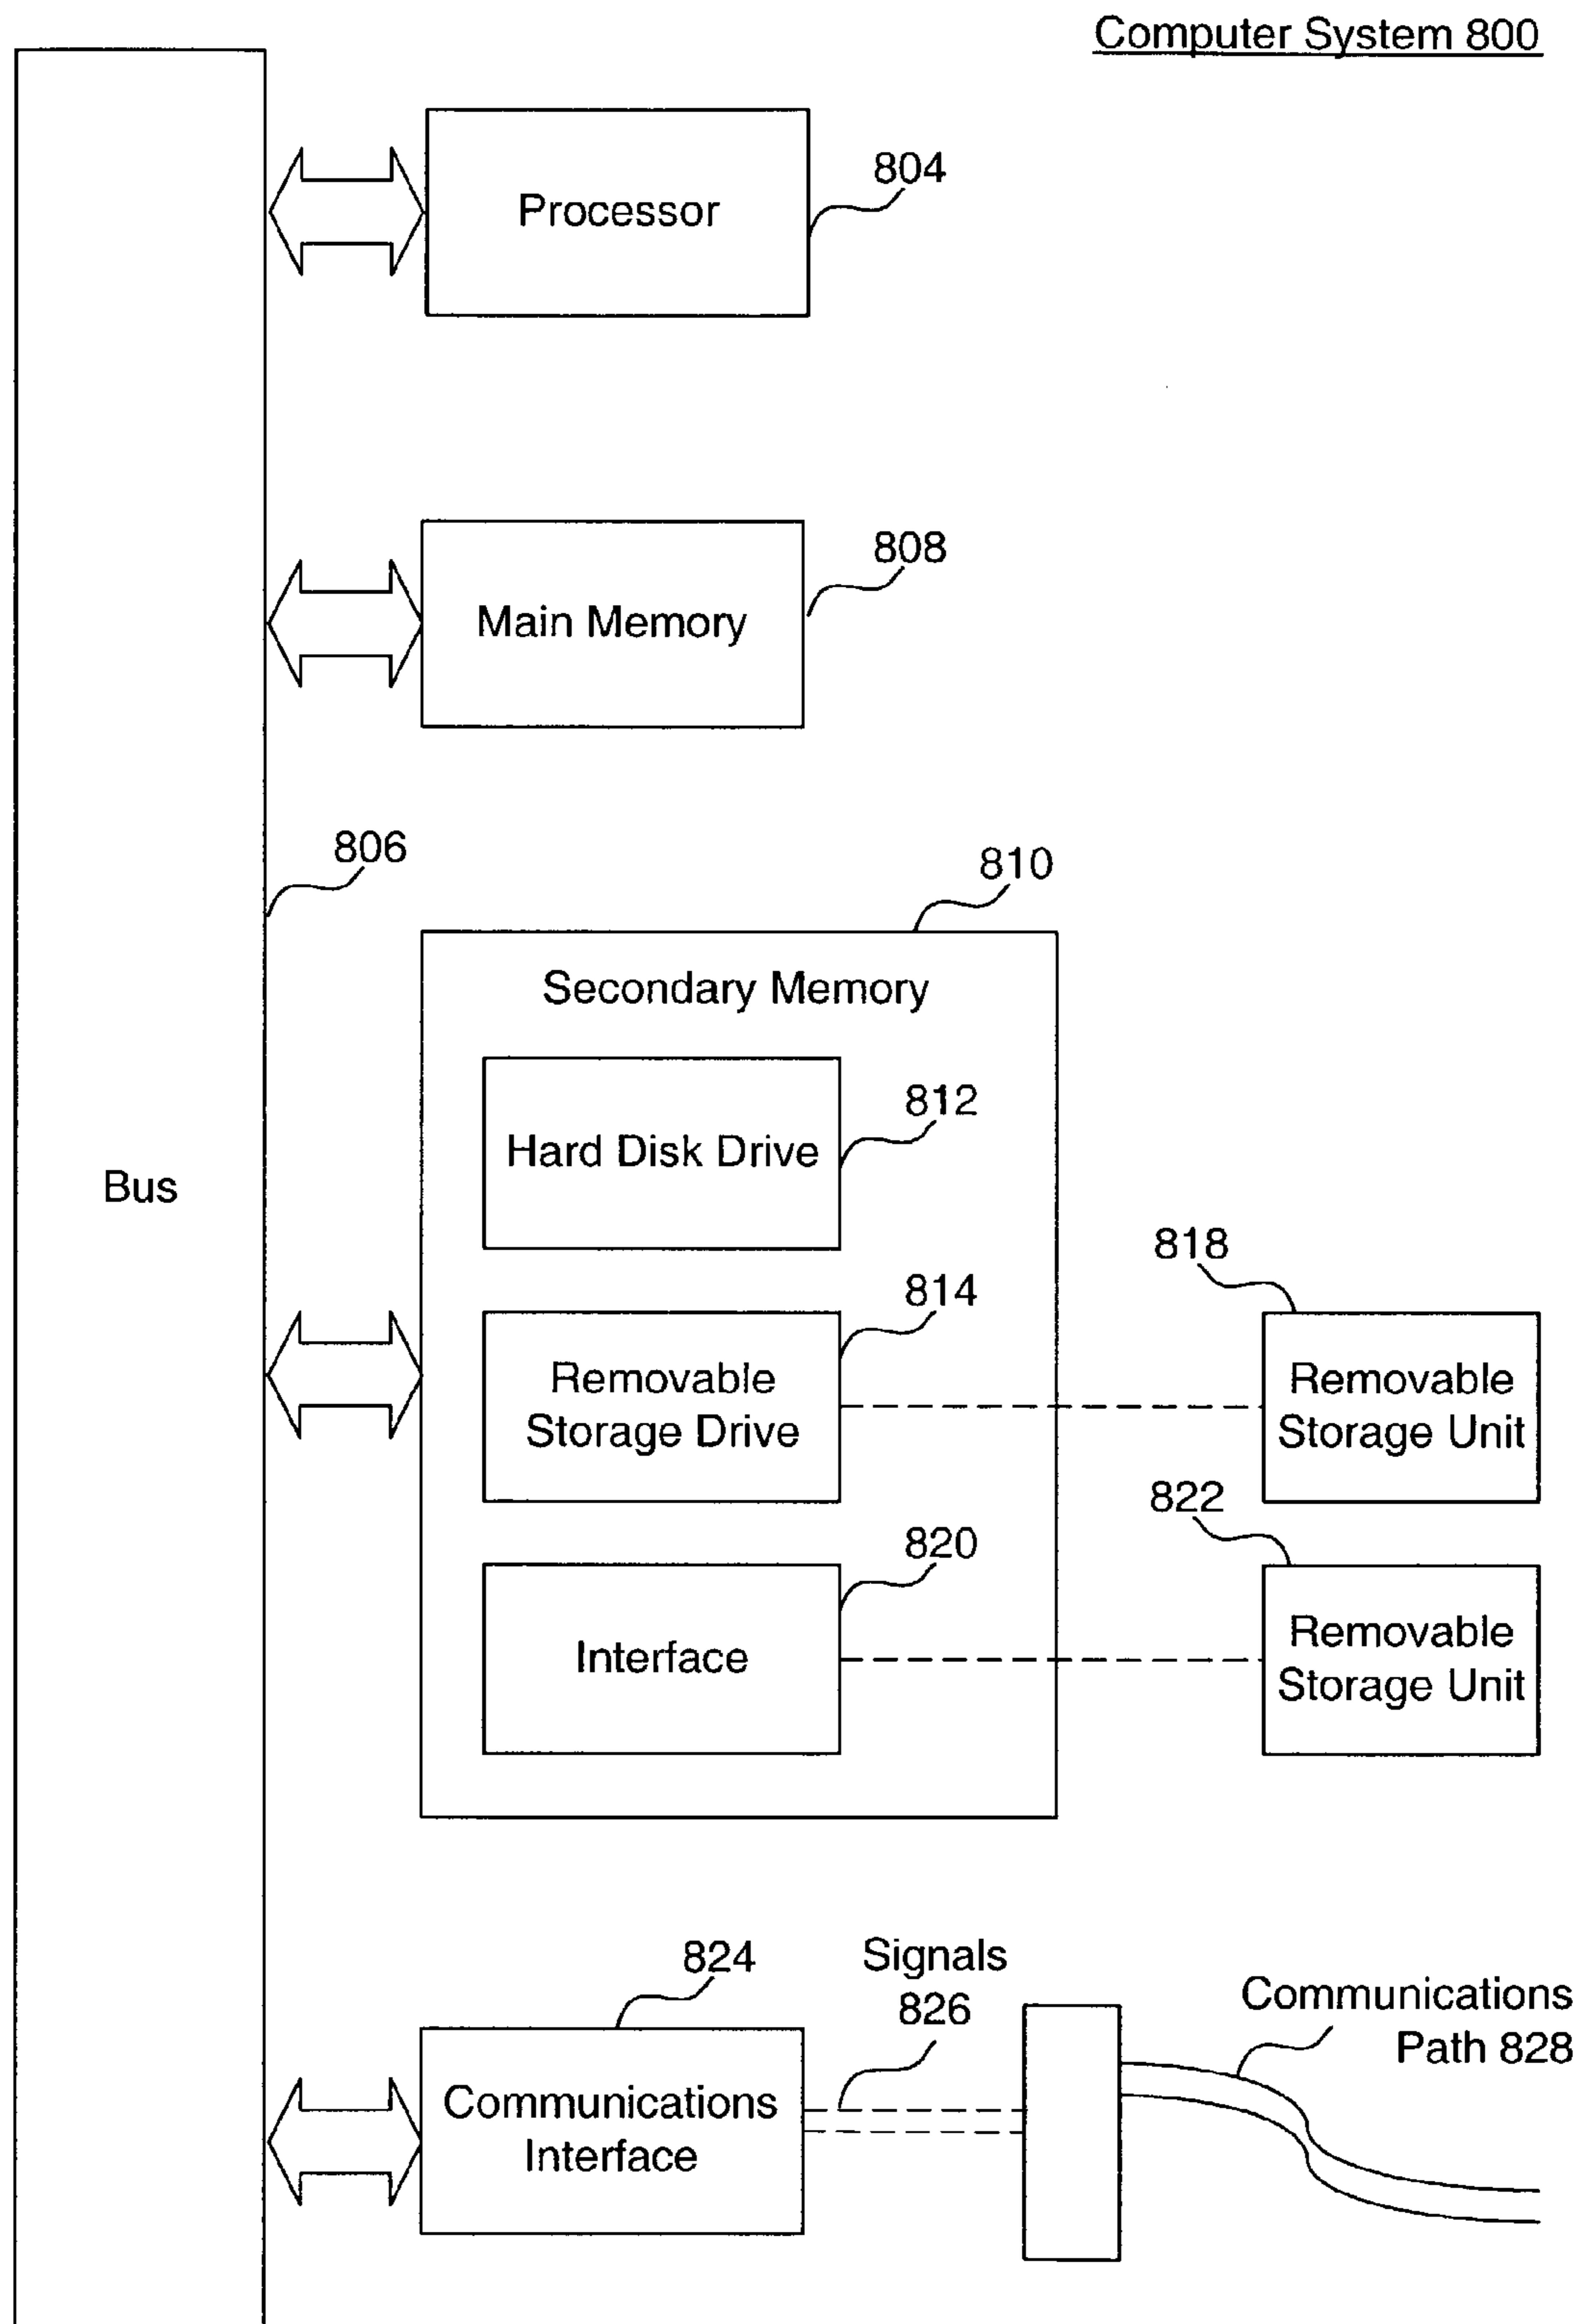 Computer System 800
804
Processor
808
Main Memory
806
810
Secondary Memory
812
Hard Disk Drive
Bus
818
814
Removable
Storage Drive
Removable
Storage Unit
822
820
Interface
Removable
Storage Unit
824
Signals
826
Communications
Path 828
Communications
Interface